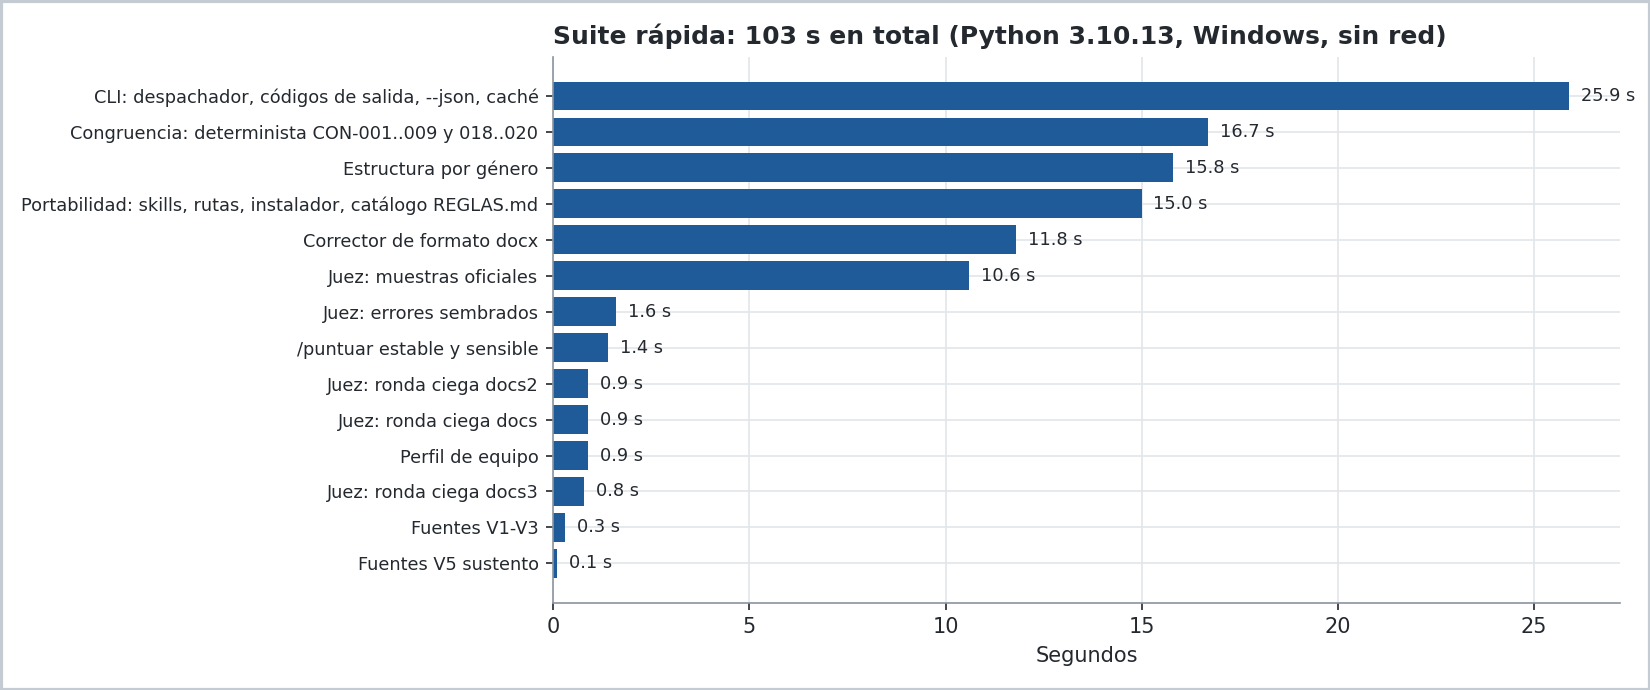 Suite rápida: 103 s en total (Python 3.10.13, Windows, sin red)
CLI: despachador, códigos de salida, --json, caché 25.9 s
Congruencia: determinista CON-001..009 y 018..020 16.7 s
Estructura por género 15.8 s
Portabilidad: skills, rutas, instalador, catálogo REGLAS.md 15.0 s
Corrector de formato docx 11.8 s
Juez: muestras oficiales 10.6 s
Juez: errores sembrados 1.6 s
/puntuar estable y sensible 1.4 s
Juez: ronda ciega docs2 0.9 s
Juez: ronda ciega docs 0.9 s
Perfil de equipo 0.9 s
Juez: ronda ciega docs3 0.8 s
Fuentes V1-V3 0.3 s
Fuentes V5 sustento 0.1 s
0 5 10 15 20 25
Segundos